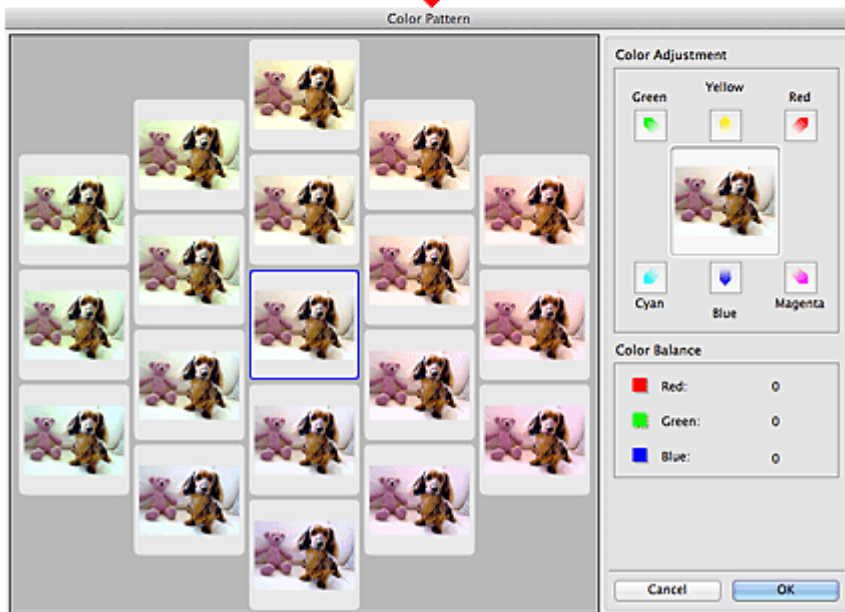 Color Pattern
Color Adjustment
Green Yellow Red
Cyan Blue Magenta
Color Balance
Red: 0
Green: 0
Blue: 0
Cancel OK